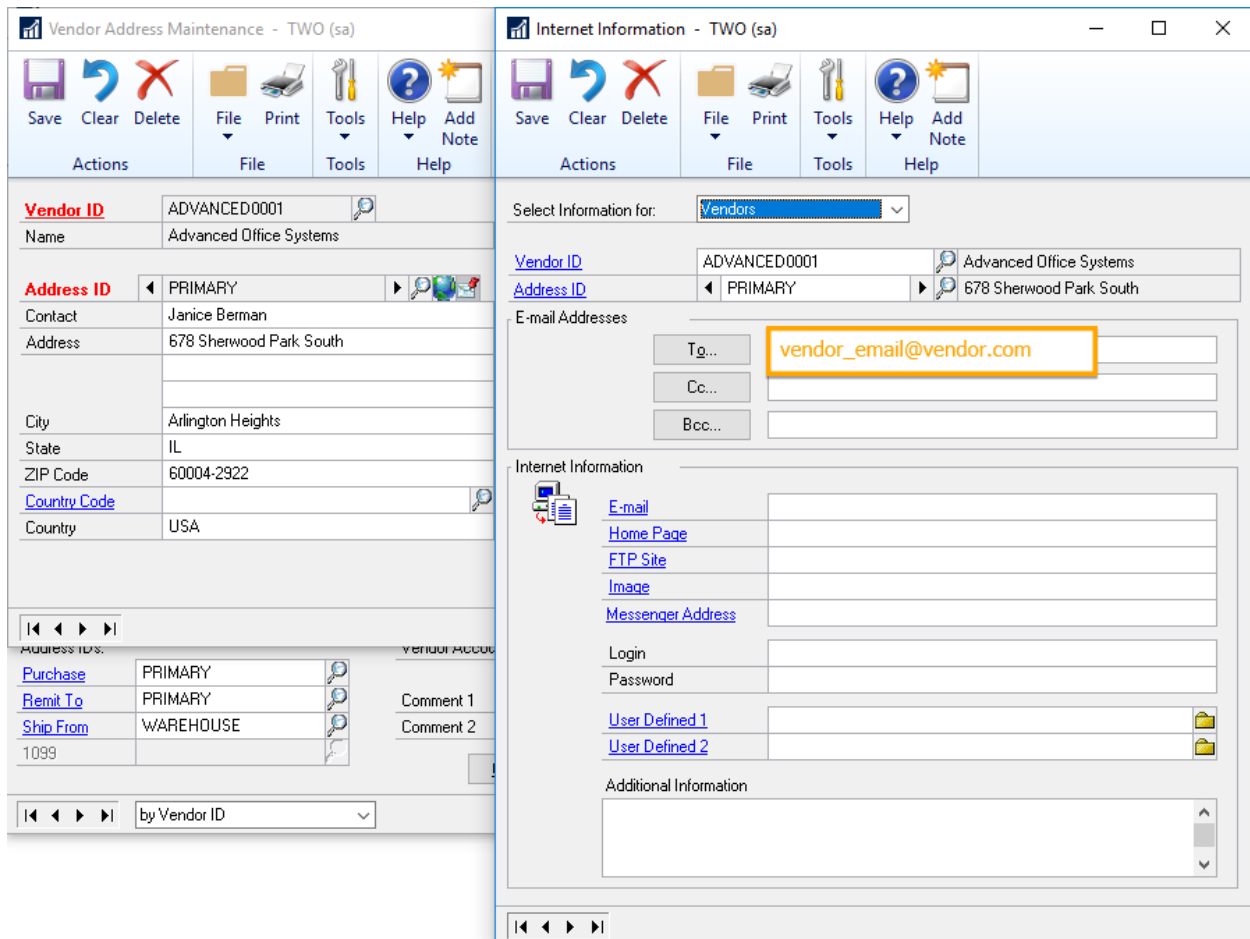 Vendor Address Maintenance - TWO (sa)
Save Clear Delete File Print Tools Help Add Note
Actions File Tools Help
Vendor ID ADVANCED0001
Name Advanced Office Systems
Address ID PRIMARY
Contact Janice Berman
Address 678 Sherwood Park South
City Arlington Heights
State IL
ZIP Code 60004-2922
Country Code
Country USA
Address IDs:
Purchase PRIMARY
Remit To PRIMARY
Ship From WAREHOUSE
1099
Comment 1
Comment 2
by Vendor ID
Internet Information - TWO (sa)
Save Clear Delete File Print Tools Help Add Note
Actions File Tools Help
Select Information for: Vendors
Vendor ID ADVANCED0001 Advanced Office Systems
Address ID PRIMARY 678 Sherwood Park South
E-mail Addresses
To... vendor_email@vendor.com
Cc...
Bcc...
Internet Information
E-mail
Home Page
FTP Site
Image
Messenger Address
Login
Password
User Defined 1
User Defined 2
Additional Information